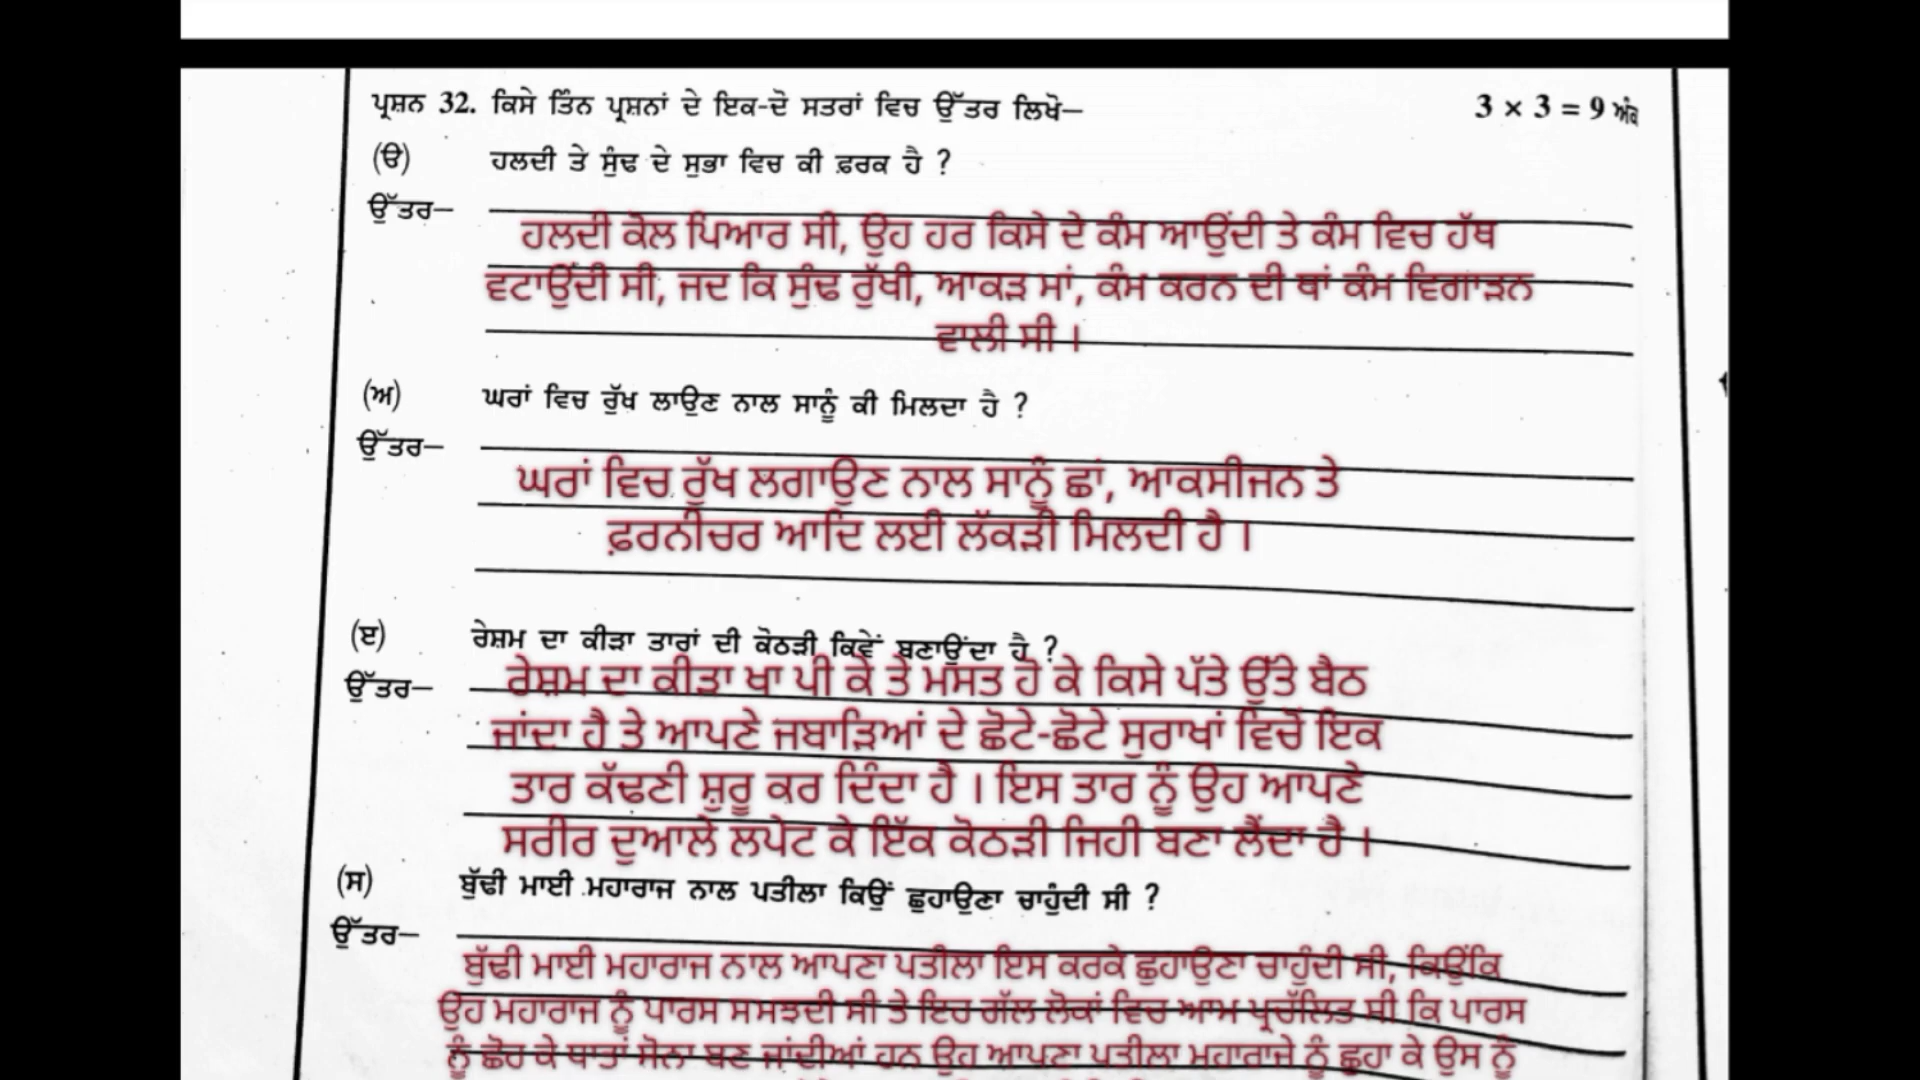 ਪ੍ਰਸ਼ਨ 32. ਕਿਸੇ ਤਿੰਨ ਪ੍ਰਸ਼ਨਾਂ ਦੇ ਇਕ-ਦੋ ਸਤਰਾਂ ਵਿਚ ਉੱਤਰ ਲਿਖੋ— 3 × 3 = 9 ਅੰਕ
(ੳ) ਹਲਦੀ ਤੇ ਸੁੰਢ ਦੇ ਸੁਭਾ ਵਿਚ ਕੀ ਫ਼ਰਕ ਹੈ ?
ਉੱਤਰ—
ਹਲਦੀ ਕੋਲ ਪਿਆਰ ਸੀ, ਉਹ ਹਰ ਕਿਸੇ ਦੇ ਕੰਮ ਆਉਂਦੀ ਤੇ ਕੰਮ ਵਿਚ ਹੱਥ
ਵਟਾਉਂਦੀ ਸੀ, ਜਦ ਕਿ ਸੁੰਢ ਰੁੱਖੀ, ਆਕੜ ਮਾਂ, ਕੰਮ ਕਰਨ ਦੀ ਥਾਂ ਕੰਮ ਵਿਗਾੜਨ
ਵਾਲੀ ਸੀ ।
(ਅ) ਘਰਾਂ ਵਿਚ ਰੁੱਖ ਲਾਉਣ ਨਾਲ ਸਾਨੂੰ ਕੀ ਮਿਲਦਾ ਹੈ ?
ਉੱਤਰ—
ਘਰਾਂ ਵਿਚ ਰੁੱਖ ਲਗਾਉਣ ਨਾਲ ਸਾਨੂੰ ਛਾਂ, ਆਕਸੀਜਨ ਤੇ
ਫ਼ਰਨੀਚਰ ਆਦਿ ਲਈ ਲੱਕੜੀ ਮਿਲਦੀ ਹੈ ।
(ੲ) ਰੇਸ਼ਮ ਦਾ ਕੀੜਾ ਤਾਰਾਂ ਦੀ ਕੋਠੜੀ ਕਿਵੇਂ ਬਣਾਉਂਦਾ ਹੈ ?
ਉੱਤਰ—
ਰੇਸ਼ਮ ਦਾ ਕੀੜਾ ਖਾ ਪੀ ਕੇ ਤੇ ਮਸਤ ਹੋ ਕੇ ਕਿਸੇ ਪੱਤੇ ਉੱਤੇ ਬੈਠ
ਜਾਂਦਾ ਹੈ ਤੇ ਆਪਣੇ ਜਬਾੜਿਆਂ ਦੇ ਛੋਟੇ-ਛੋਟੇ ਸੁਰਾਖਾਂ ਵਿਚੋਂ ਇਕ
ਤਾਰ ਕੱਢਣੀ ਸ਼ੁਰੂ ਕਰ ਦਿੰਦਾ ਹੈ । ਇਸ ਤਾਰ ਨੂੰ ਉਹ ਆਪਣੇ
ਸਰੀਰ ਦੁਆਲੇ ਲਪੇਟ ਕੇ ਇੱਕ ਕੋਠੜੀ ਜਿਹੀ ਬਣਾ ਲੈਂਦਾ ਹੈ ।
(ਸ) ਬੁੱਢੀ ਮਾਈ ਮਹਾਰਾਜ ਨਾਲ ਪਤੀਲਾ ਕਿਉਂ ਛੁਹਾਉਣਾ ਚਾਹੁੰਦੀ ਸੀ ?
ਉੱਤਰ—
ਬੁੱਢੀ ਮਾਈ ਮਹਾਰਾਜ ਨਾਲ ਆਪਣਾ ਪਤੀਲਾ ਇਸ ਕਰਕੇ ਛੁਹਾਉਣਾ ਚਾਹੁੰਦੀ ਸੀ, ਕਿਉਂਕਿ
ਉਹ ਮਹਾਰਾਜ ਨੂੰ ਪਾਰਸ ਸਮਝਦੀ ਸੀ ਤੇ ਇਹ ਗੱਲ ਲੋਕਾਂ ਵਿਚ ਆਮ ਪ੍ਰਚੱਲਿਤ ਸੀ ਕਿ ਪਾਰਸ
ਨੂੰ ਛੋਹ ਕੇ ਧਾਤਾਂ ਸੋਨਾ ਬਣ ਜਾਂਦੀਆਂ ਹਨ ਉਹ ਆਪਣਾ ਪਤੀਲਾ ਮਹਾਰਾਜੇ ਨੂੰ ਛੁਹਾ ਕੇ ਉਸ ਨੂੰ